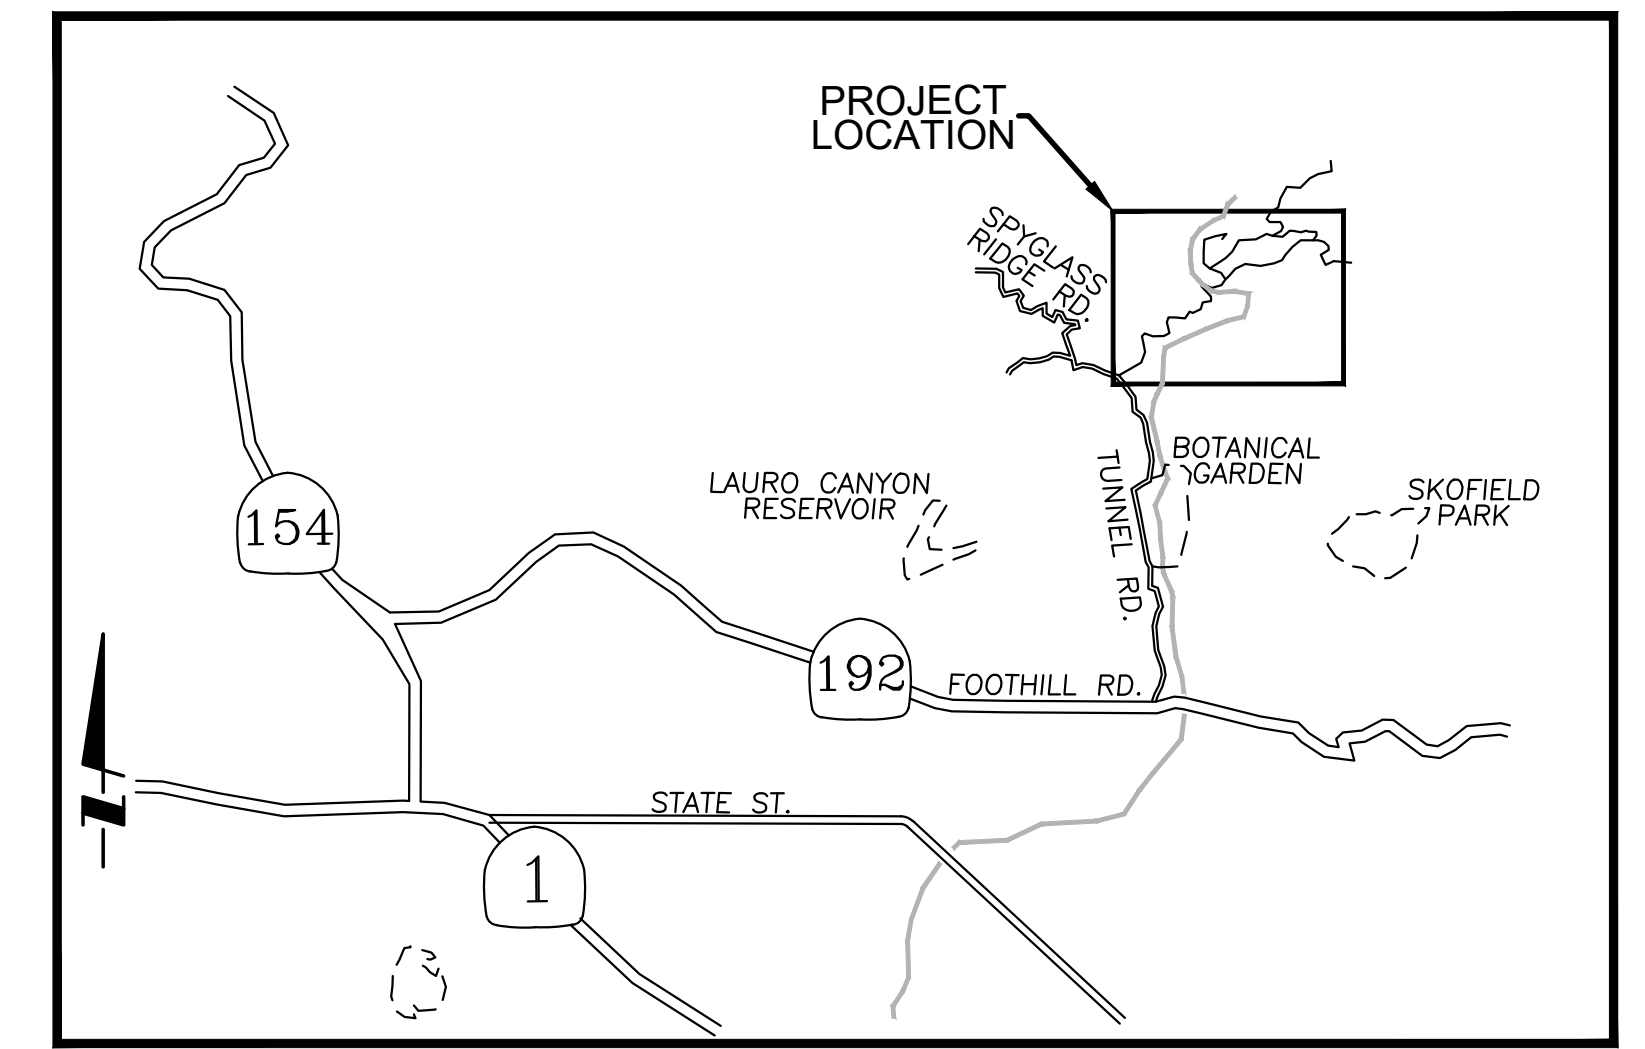 PROJECT
LOCATION
SPYGLASS
RIDGE RD.
BOTANICAL
GARDEN
LAURO CANYON
RESERVOIR
SKOFIELD
PARK
TUNNEL RD.
154
192
FOOTHILL RD.
STATE ST.
1
N